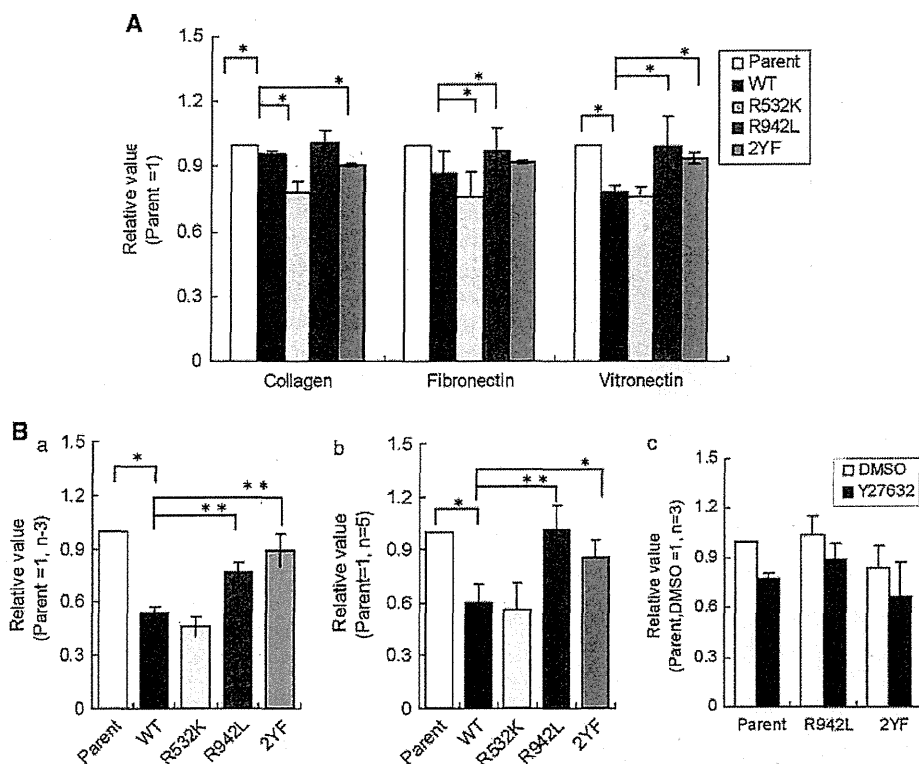 A
1.5
1.2
0.9
0.6
0.3
0
Relative value
(Parent =1)
*
*
*
*
*
*
*
*
Collagen
Fibronectin
Vitronectin
Parent
WT
R532K
R942L
2YF
B
a
1.5
1.2
0.9
0.6
0.3
0
Relative value
(Parent =1, n-3)
*
**
**
Parent
WT
R532K
R942L
2YF
b
1.5
1.2
0.9
0.6
0.3
0
Relative value
(Parent=1, n=5)
*
**
*
Parent
WT
R532K
R942L
2YF
c
1.5
1.2
0.9
0.6
0.3
0
Relative value
(Parent,DMSO =1, n=3)
DMSO
Y27632
Parent
R942L
2YF